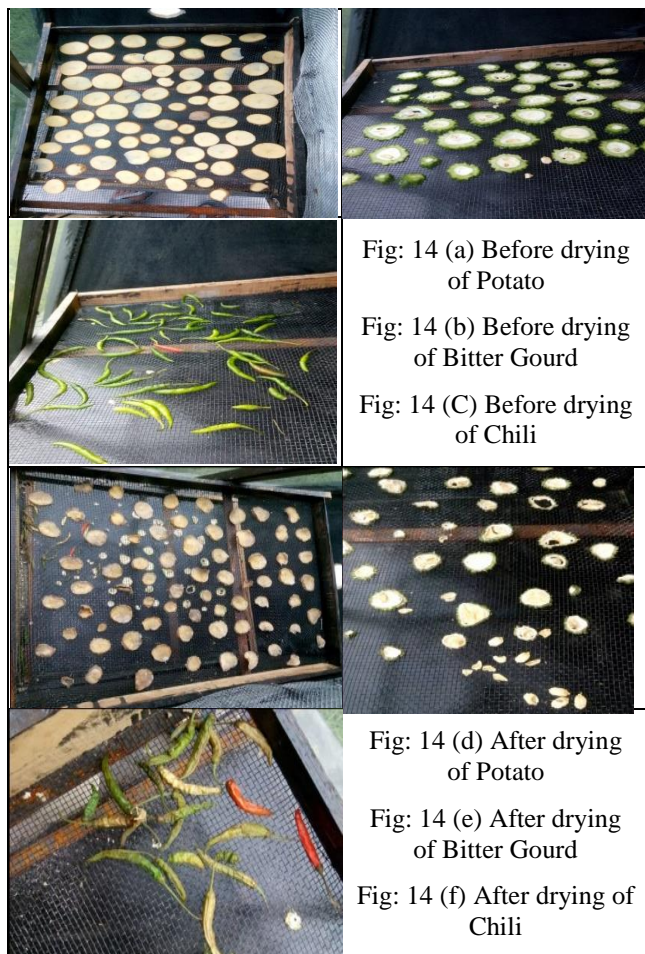 Fig: 14 (a) Before drying
of Potato
Fig: 14 (b) Before drying
of Bitter Gourd
Fig: 14 (C) Before drying
of Chili
Fig: 14 (d) After drying
of Potato
Fig: 14 (e) After drying
of Bitter Gourd
Fig: 14 (f) After drying of
Chili